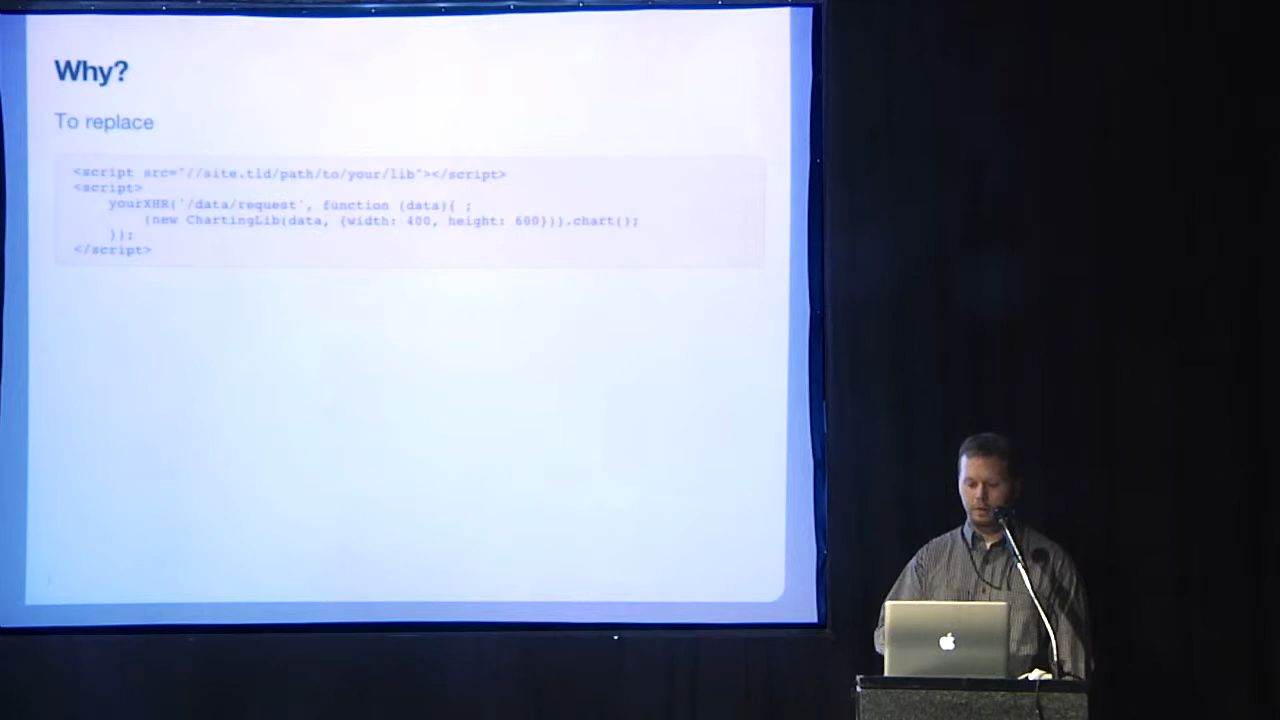 Why?
To replace
<script src="//site.tld/path/to/your/lib"></script>
<script>
yourXHR('/data/request', function (data){ ;
(new ChartingLib(data, {width: 400, height: 600})).chart();
});
</script>